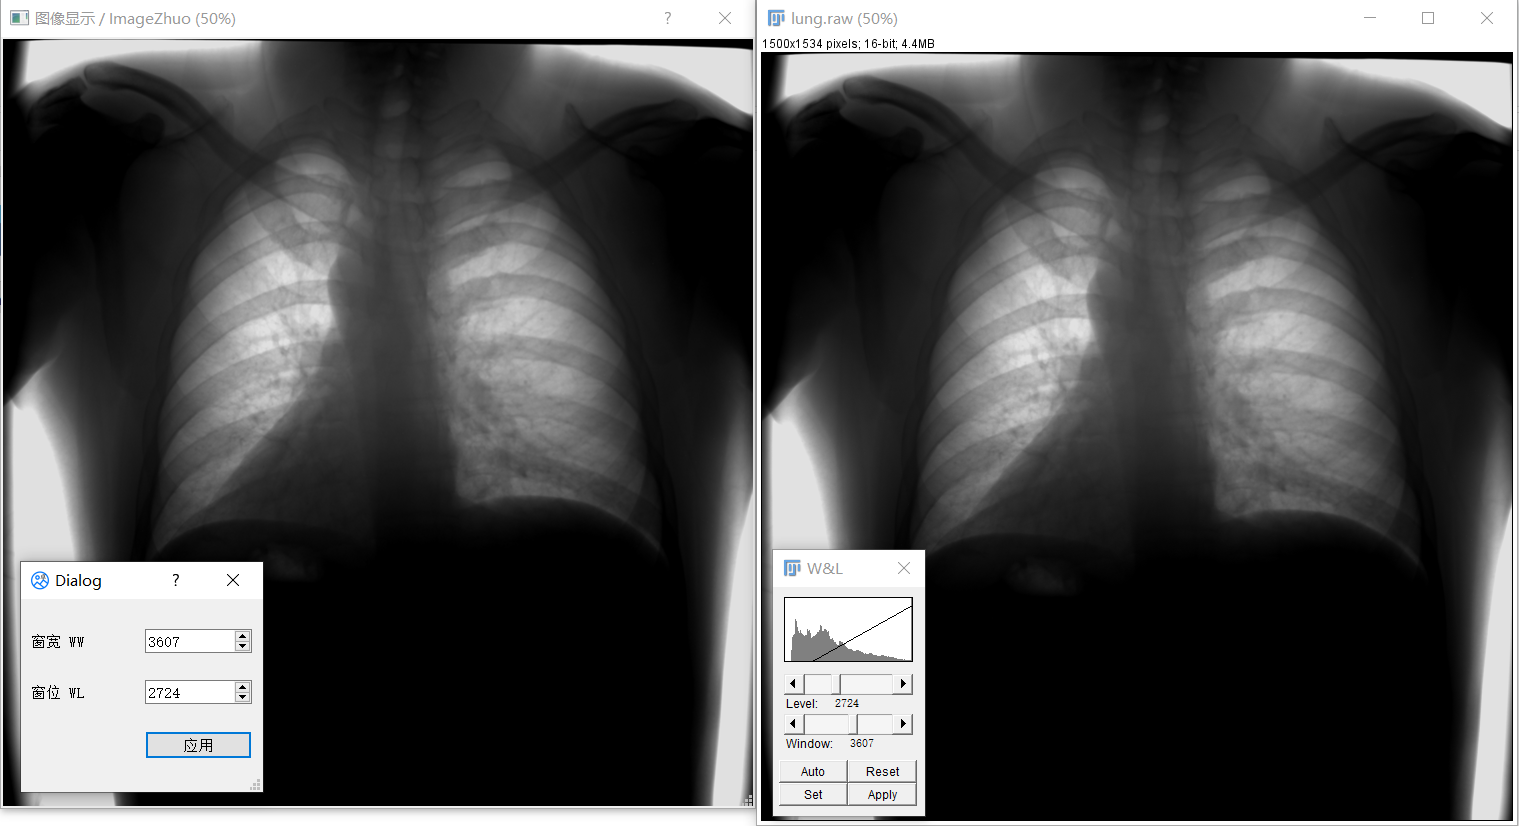 图像显示 / ImageZhuo (50%)
?
Dialog
?
窗宽 WW
3607
窗位 WL
2724
应用
lung.raw (50%)
1500x1534 pixels; 16-bit; 4.4MB
W&L
Level: 2724
Window: 3607
Auto Reset
Set Apply